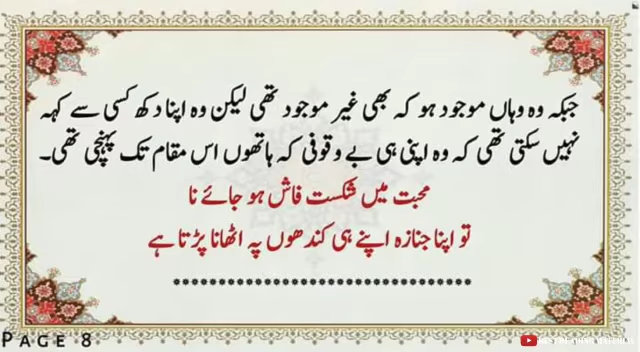 جبکہ وہ وہاں موجود ہو کہ بھی غیر موجود تھی لیکن وہ اپنا دکھ کسی سے کہہ
نہیں سکتی تھی کہ وہ اپنی ہی بے وقوفی کہ ہاتھوں اس مقام تک پہنچی تھی۔
محبت میں شکست فاش ہو جائے نا
تو اپنا جنازہ اپنے ہی کندھوں پہ اٹھانا پڑتا ہے
**********************************
PAGE 8